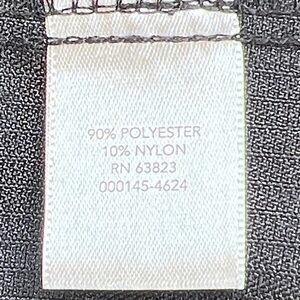 90% POLYESTER
10% NYLON
RN 63823
000145-4624